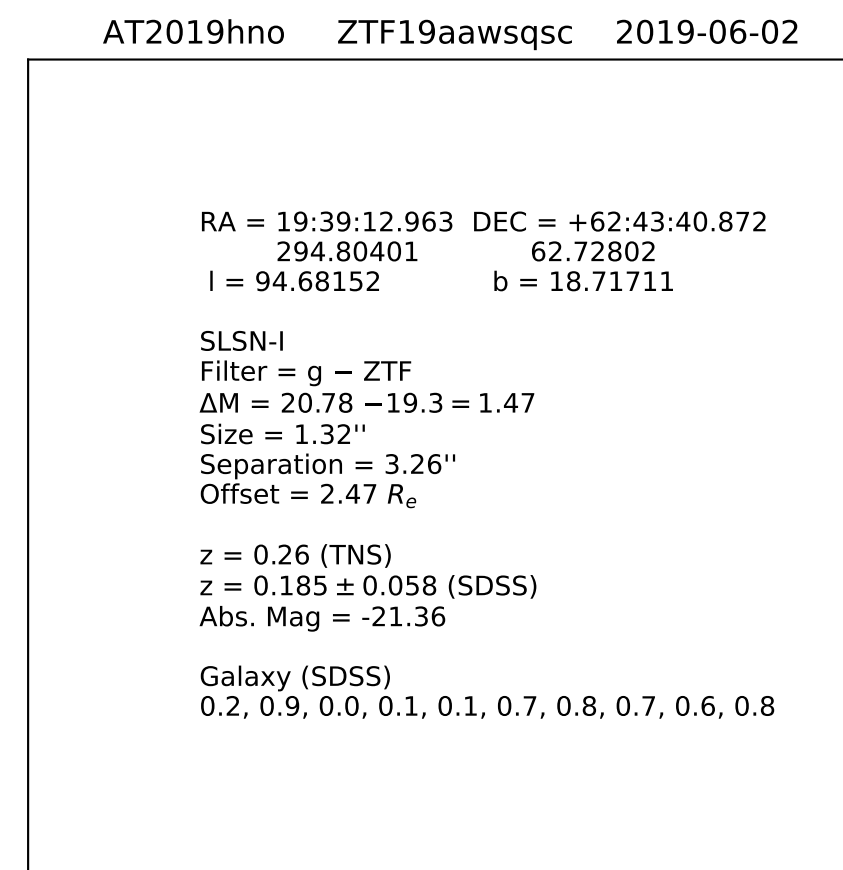 AT2019hno ZTF19aawsqsc 2019-06-02
RA = 19:39:12.963 DEC = +62:43:40.872
294.80401 62.72802
l = 94.68152 b = 18.71711
SLSN-I
Filter = g − ZTF
ΔM = 20.78 −19.3 = 1.47
Size = 1.32''
Separation = 3.26''
Offset = 2.47 Rₑ
z = 0.26 (TNS)
z = 0.185 ± 0.058 (SDSS)
Abs. Mag = -21.36
Galaxy (SDSS)
0.2, 0.9, 0.0, 0.1, 0.1, 0.7, 0.8, 0.7, 0.6, 0.8